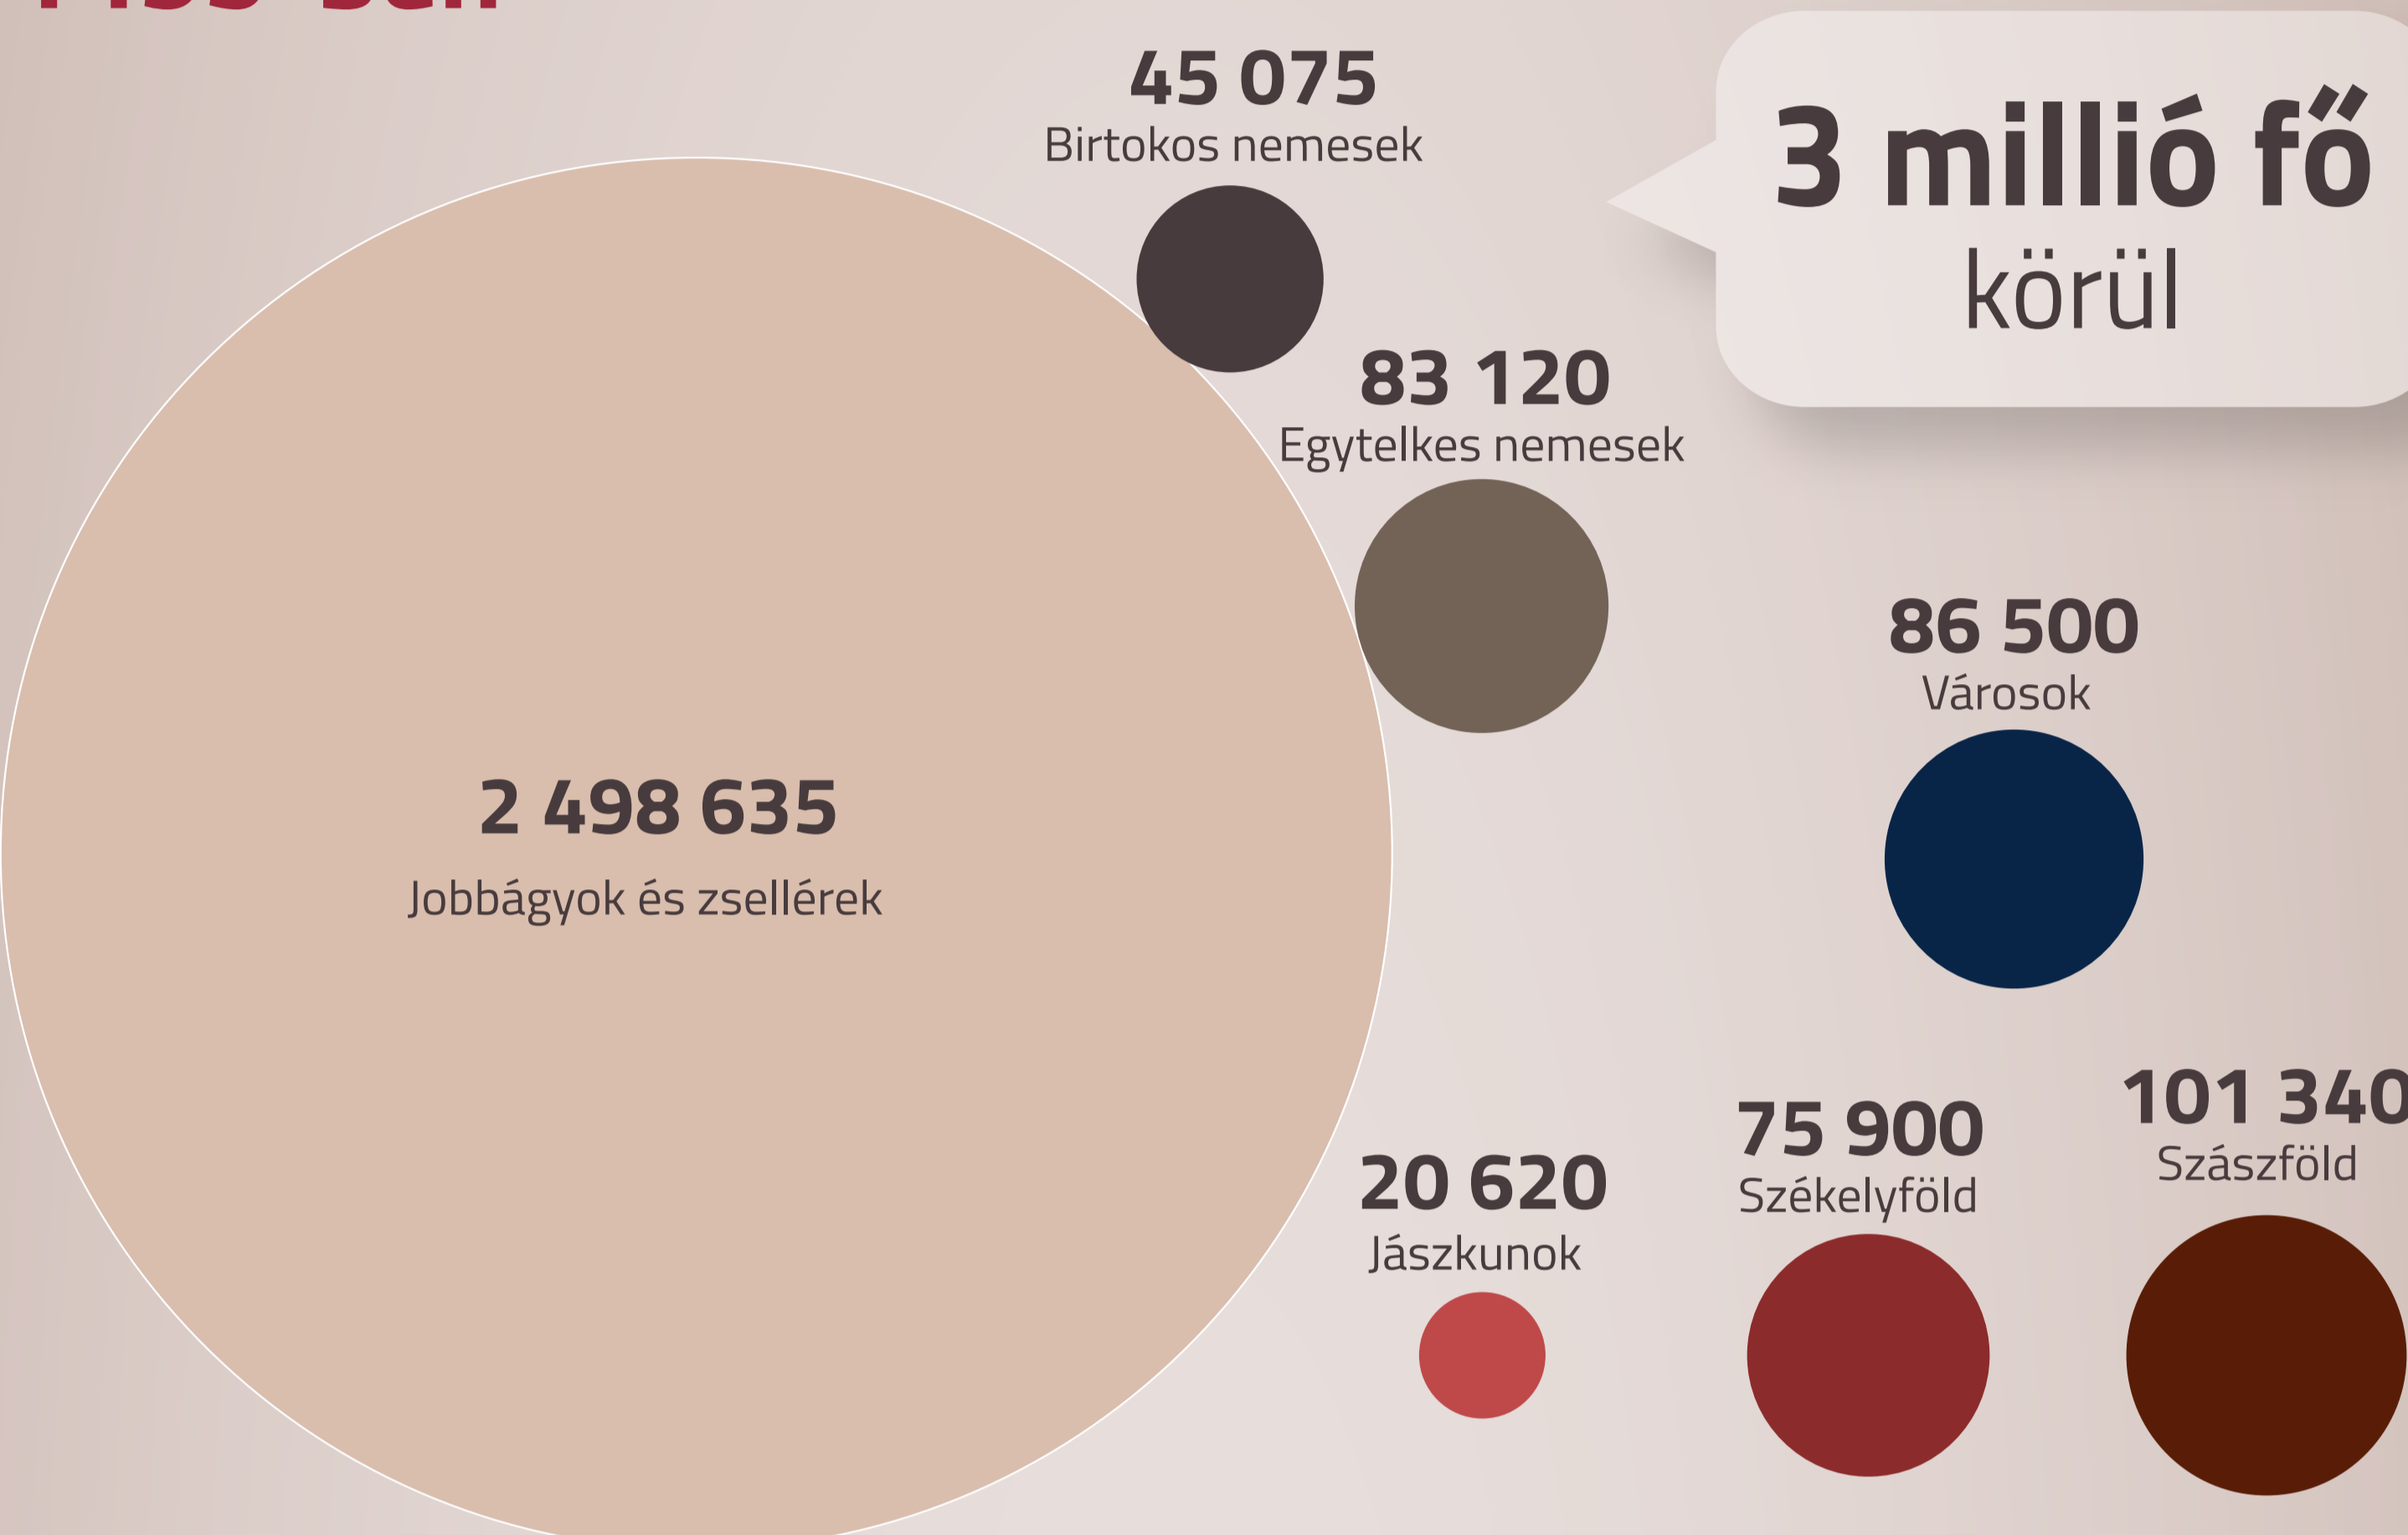 45 075
Birtokos nemesek
3 millió fő
körül
83 120
Egytelkes nemesek
86 500
Városok
2 498 635
Jobbágyok és zsellérek
101 340
Szászföld
75 900
Székelyföld
20 620
Jászkunok